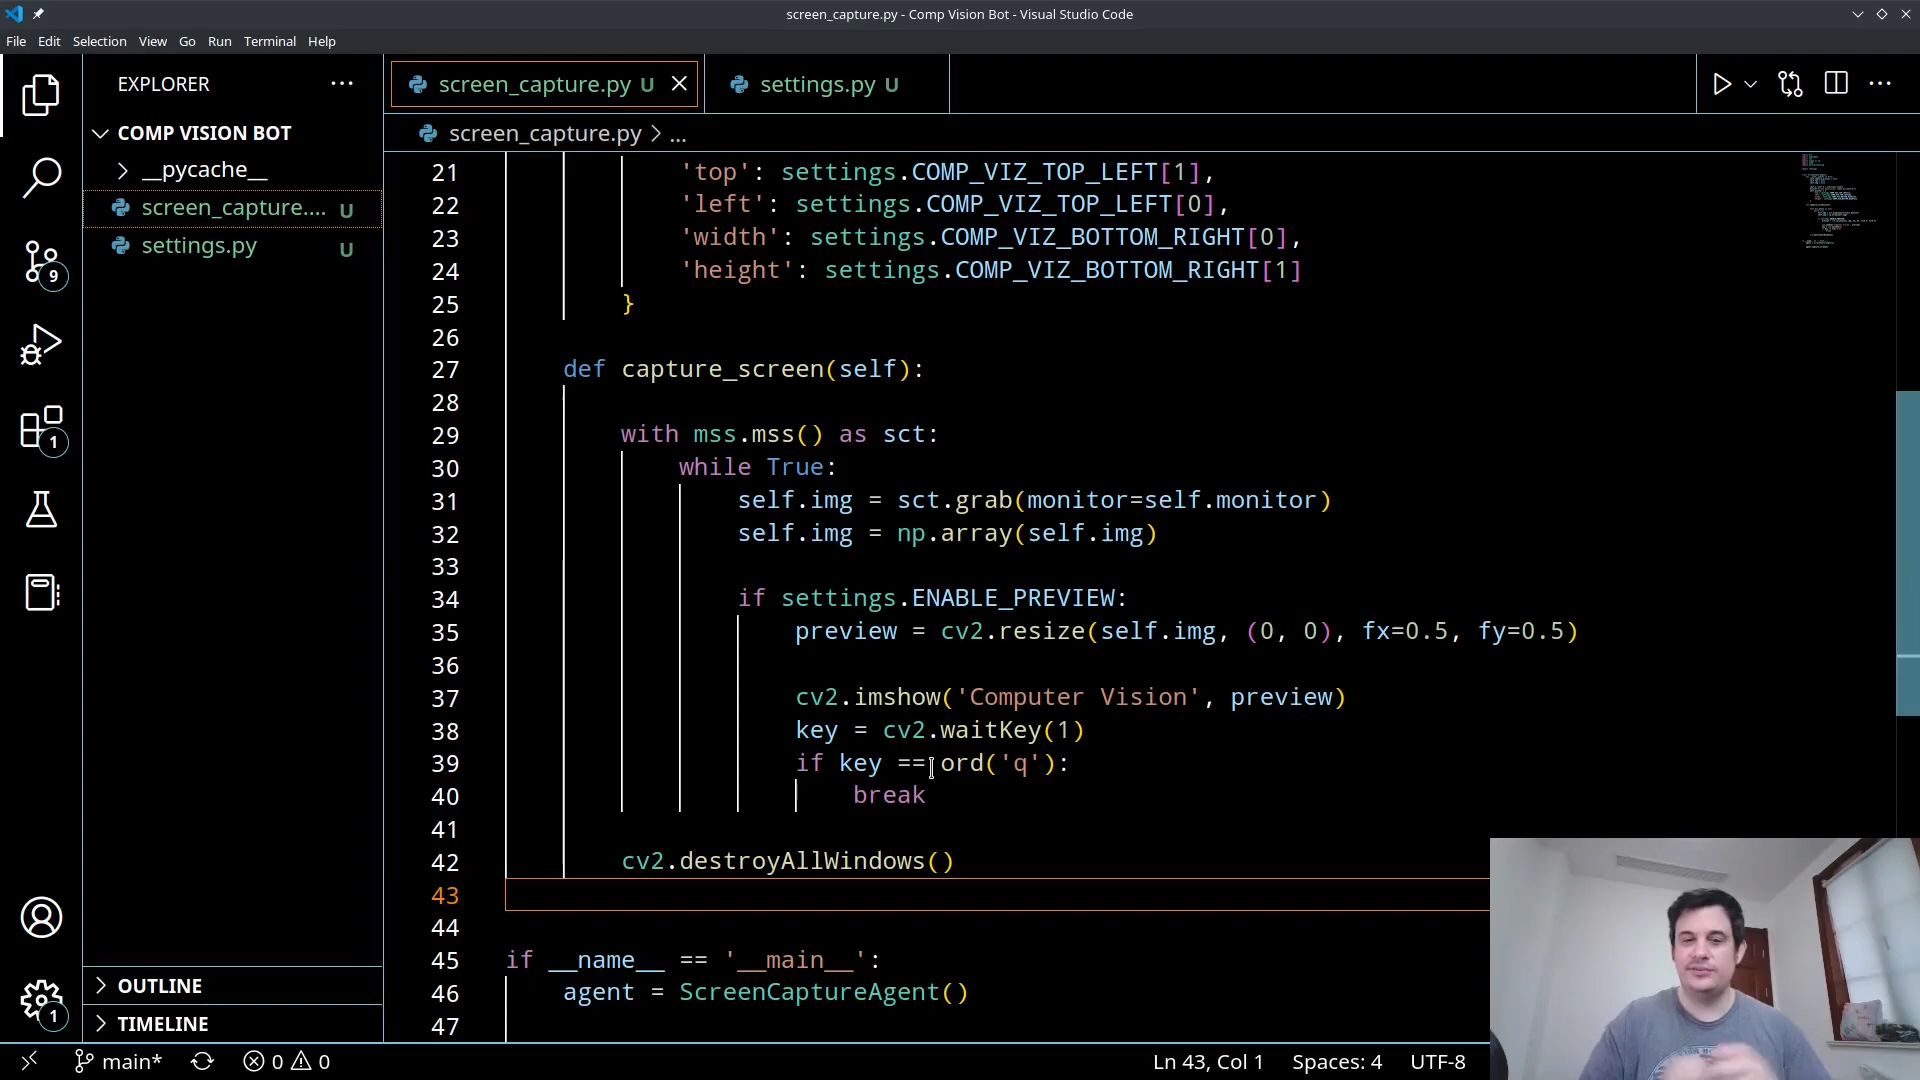 screen_capture.py - Comp Vision Bot - Visual Studio Code
File Edit Selection View Go Run Terminal Help
EXPLORER ...
screen_capture.py U
settings.py U
COMP VISION BOT
screen_capture.py > ...
__pycache__
screen_capture.... U
settings.py U
9
1
1
21 'top': settings.COMP_VIZ_TOP_LEFT[1],
22 'left': settings.COMP_VIZ_TOP_LEFT[0],
23 'width': settings.COMP_VIZ_BOTTOM_RIGHT[0],
24 'height': settings.COMP_VIZ_BOTTOM_RIGHT[1]
25 }
26
27 def capture_screen(self):
28
29 with mss.mss() as sct:
30 while True:
31 self.img = sct.grab(monitor=self.monitor)
32 self.img = np.array(self.img)
33
34 if settings.ENABLE_PREVIEW:
35 preview = cv2.resize(self.img, (0, 0), fx=0.5, fy=0.5)
36
37 cv2.imshow('Computer Vision', preview)
38 key = cv2.waitKey(1)
39 if key == ord('q'):
40 break
41
42 cv2.destroyAllWindows()
43
44
45 if __name__ == '__main__':
46 agent = ScreenCaptureAgent()
47
OUTLINE
TIMELINE
main* 0 0 Ln 43, Col 1 Spaces: 4 UTF-8